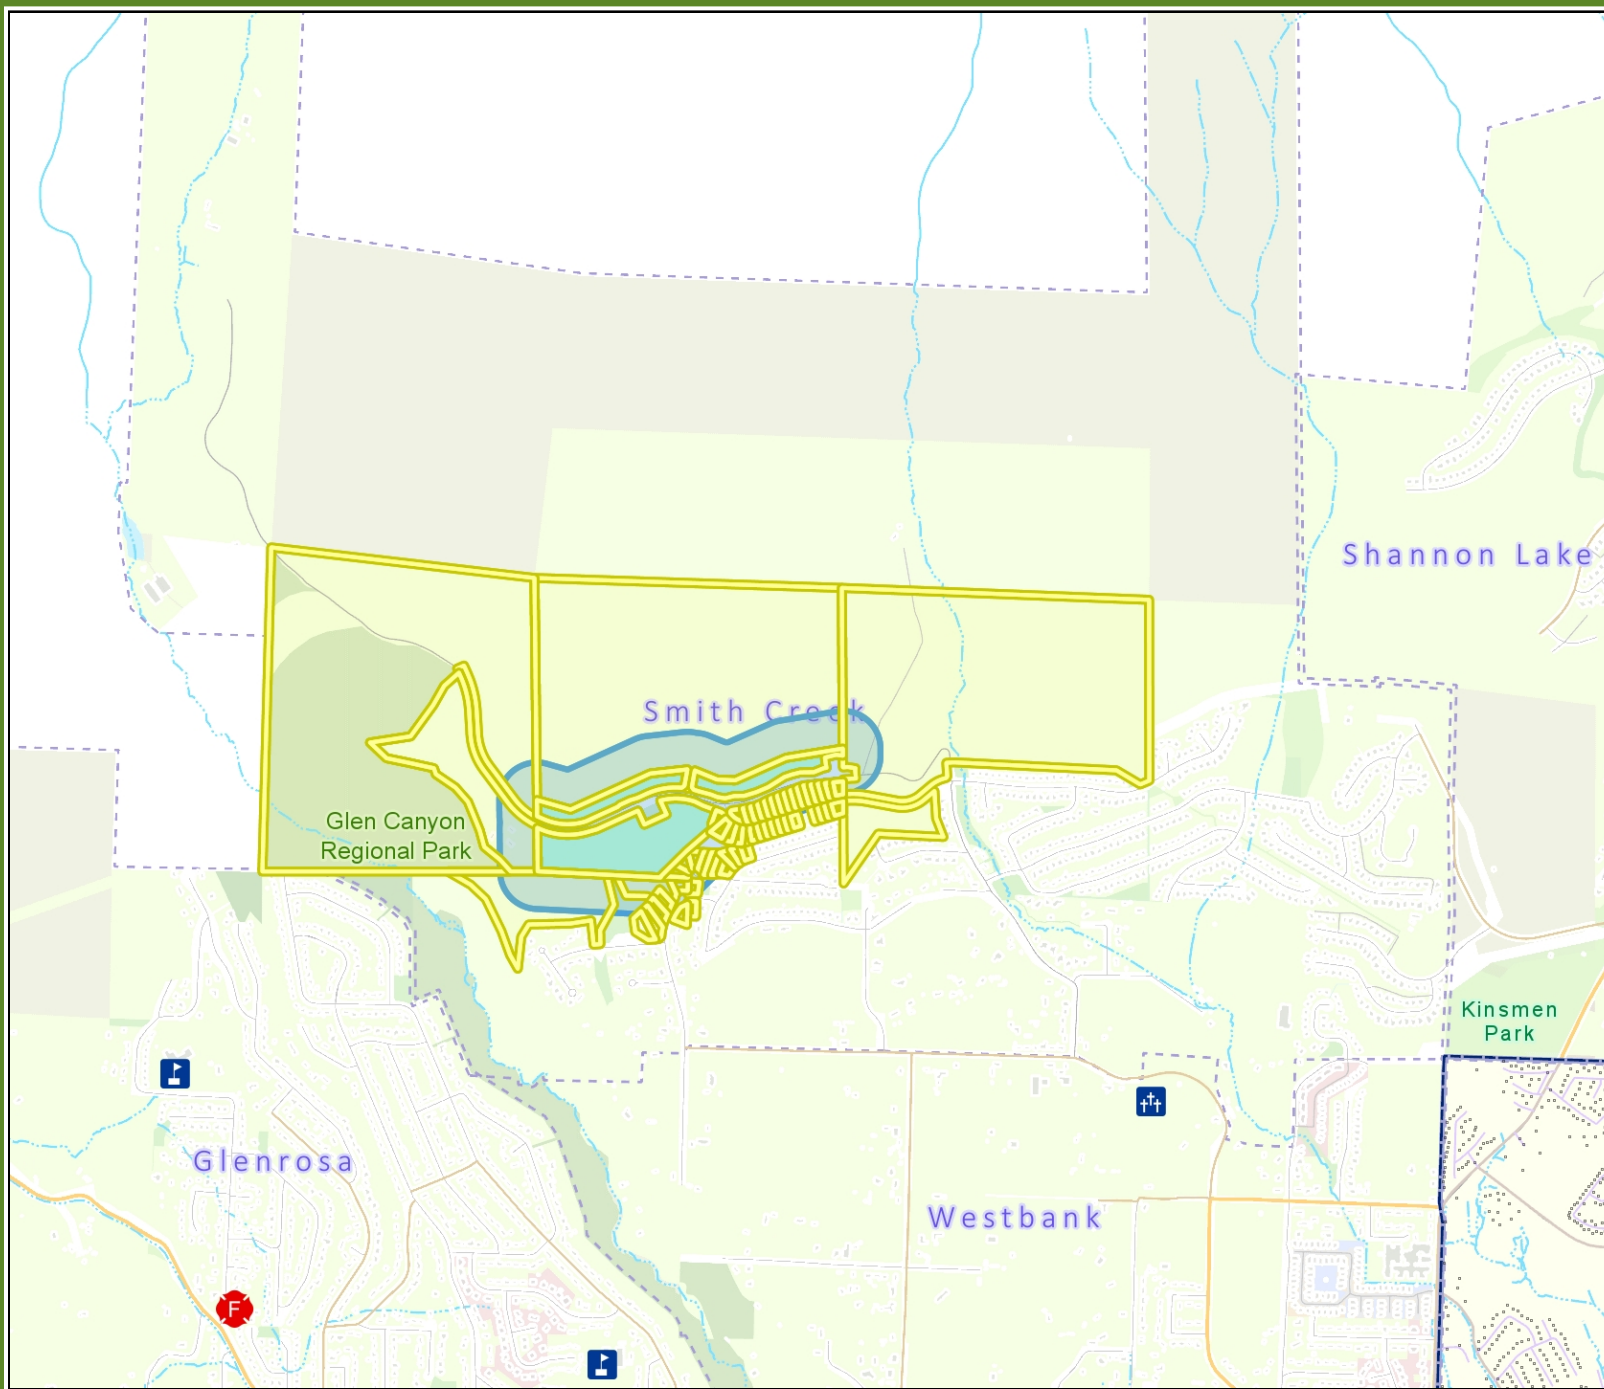 Shannon Lake
Smith Creek
Glen Canyon
Regional Park
Kinsmen
Park
Glenrosa
Westbank
F